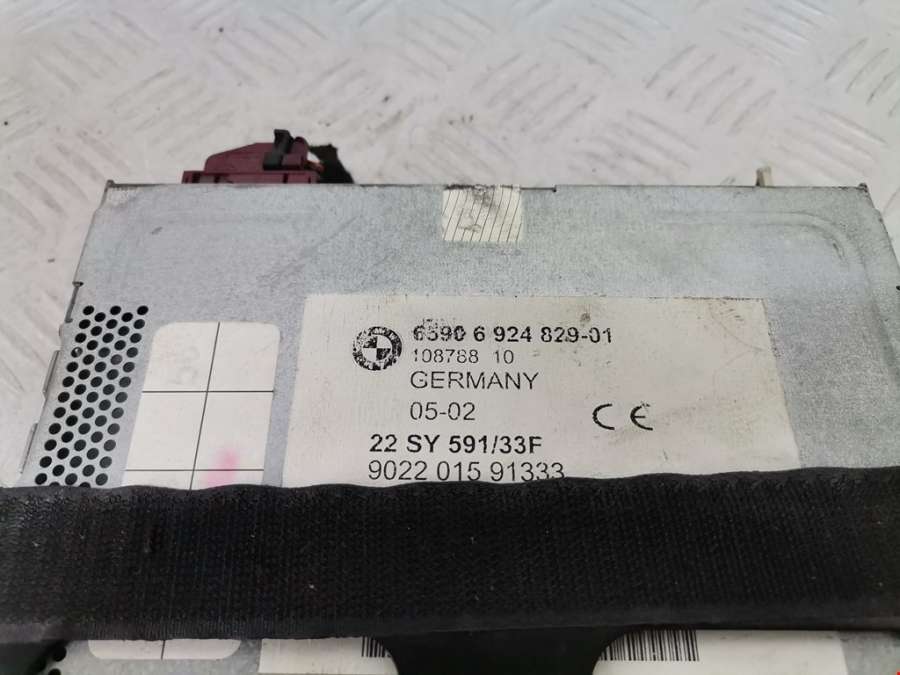 6590 6 924 829-01
108788 10
GERMANY
05-02
CE
22 SY 591/33F
9022 015 91333